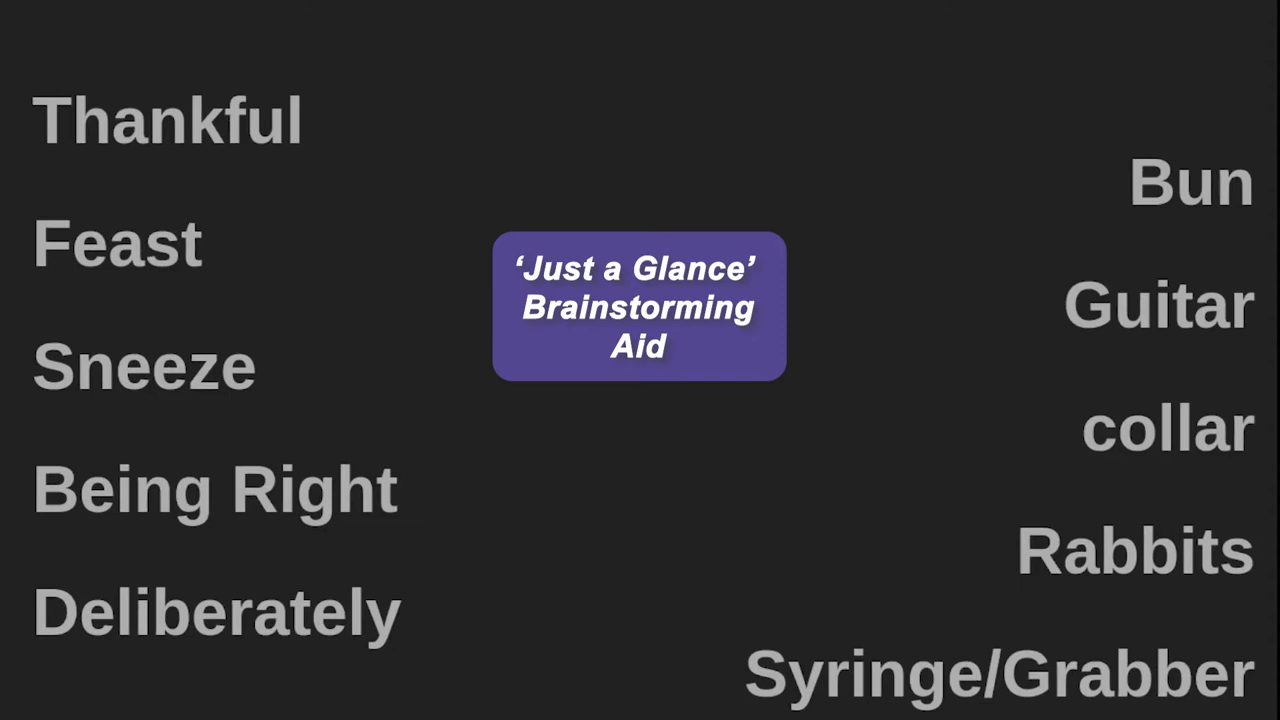 Thankful
Feast
Sneeze
Being Right
Deliberately
‘Just a Glance’
Brainstorming
Aid
Bun
Guitar
collar
Rabbits
Syringe/Grabber